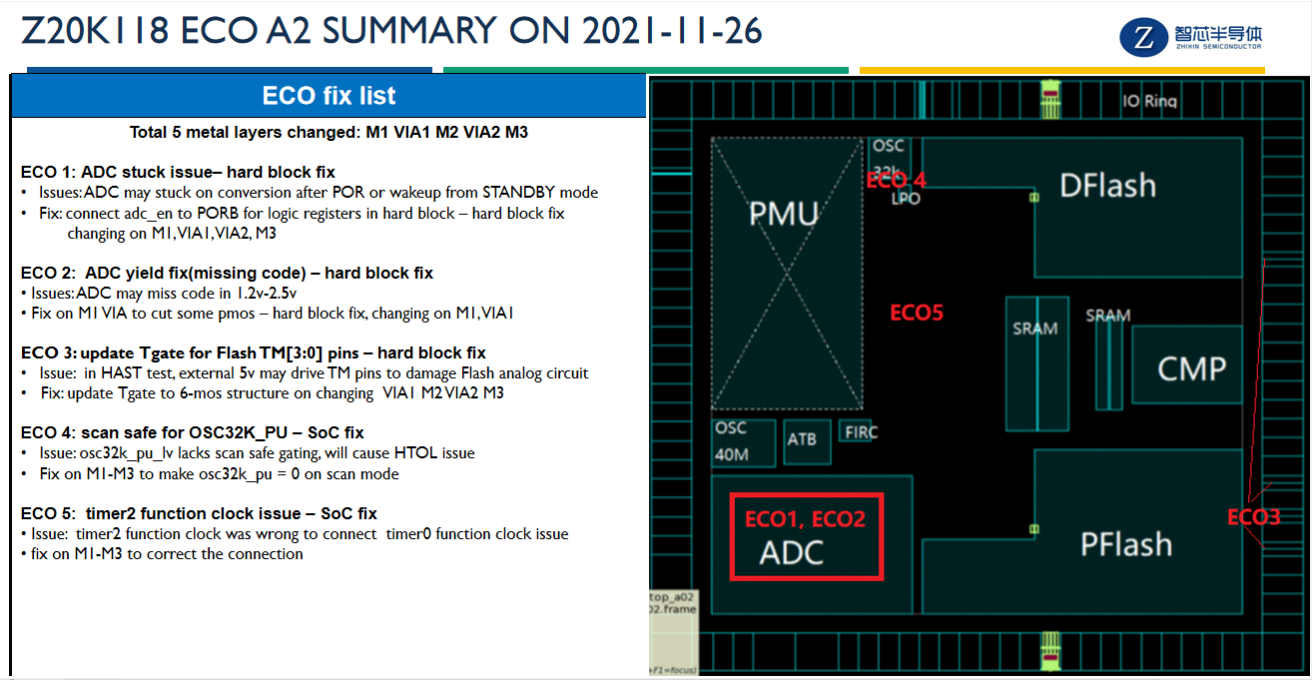 Z20K118 ECO A2 SUMMARY ON 2021-11-26
Z
智芯半导体
ZHIXIN SEMICONDUCTOR
ECO fix list
Total 5 metal layers changed: M1 VIA1 M2 VIA2 M3
ECO 1: ADC stuck issue– hard block fix
• Issues: ADC may stuck on conversion after POR or wakeup from STANDBY mode
• Fix: connect adc_en to PORB for logic registers in hard block – hard block fix
changing on M1,VIA1,VIA2, M3
ECO 2: ADC yield fix(missing code) – hard block fix
• Issues: ADC may miss code in 1.2v-2.5v
• Fix on M1 VIA to cut some pmos – hard block fix, changing on M1,VIA1
ECO 3: update Tgate for Flash TM[3:0] pins – hard block fix
• Issue: in HAST test, external 5v may drive TM pins to damage Flash analog circuit
• Fix: update Tgate to 6-mos structure on changing VIA1 M2 VIA2 M3
ECO 4: scan safe for OSC32K_PU – SoC fix
• Issue: osc32k_pu_lv lacks scan safe gating, will cause HTOL issue
• Fix on M1-M3 to make osc32k_pu = 0 on scan mode
ECO 5: timer2 function clock issue – SoC fix
• Issue: timer2 function clock was wrong to connect timer0 function clock issue
• fix on M1-M3 to correct the connection
IO Ring
OSC
32k
ECO 4
LPO
PMU
DFlash
ECO5
SRAM
SRAM
CMP
OSC
40M
ATB
FIRC
ECO1, ECO2
ADC
PFlash
ECO3
top_a02
02.frame
+F1=focus)